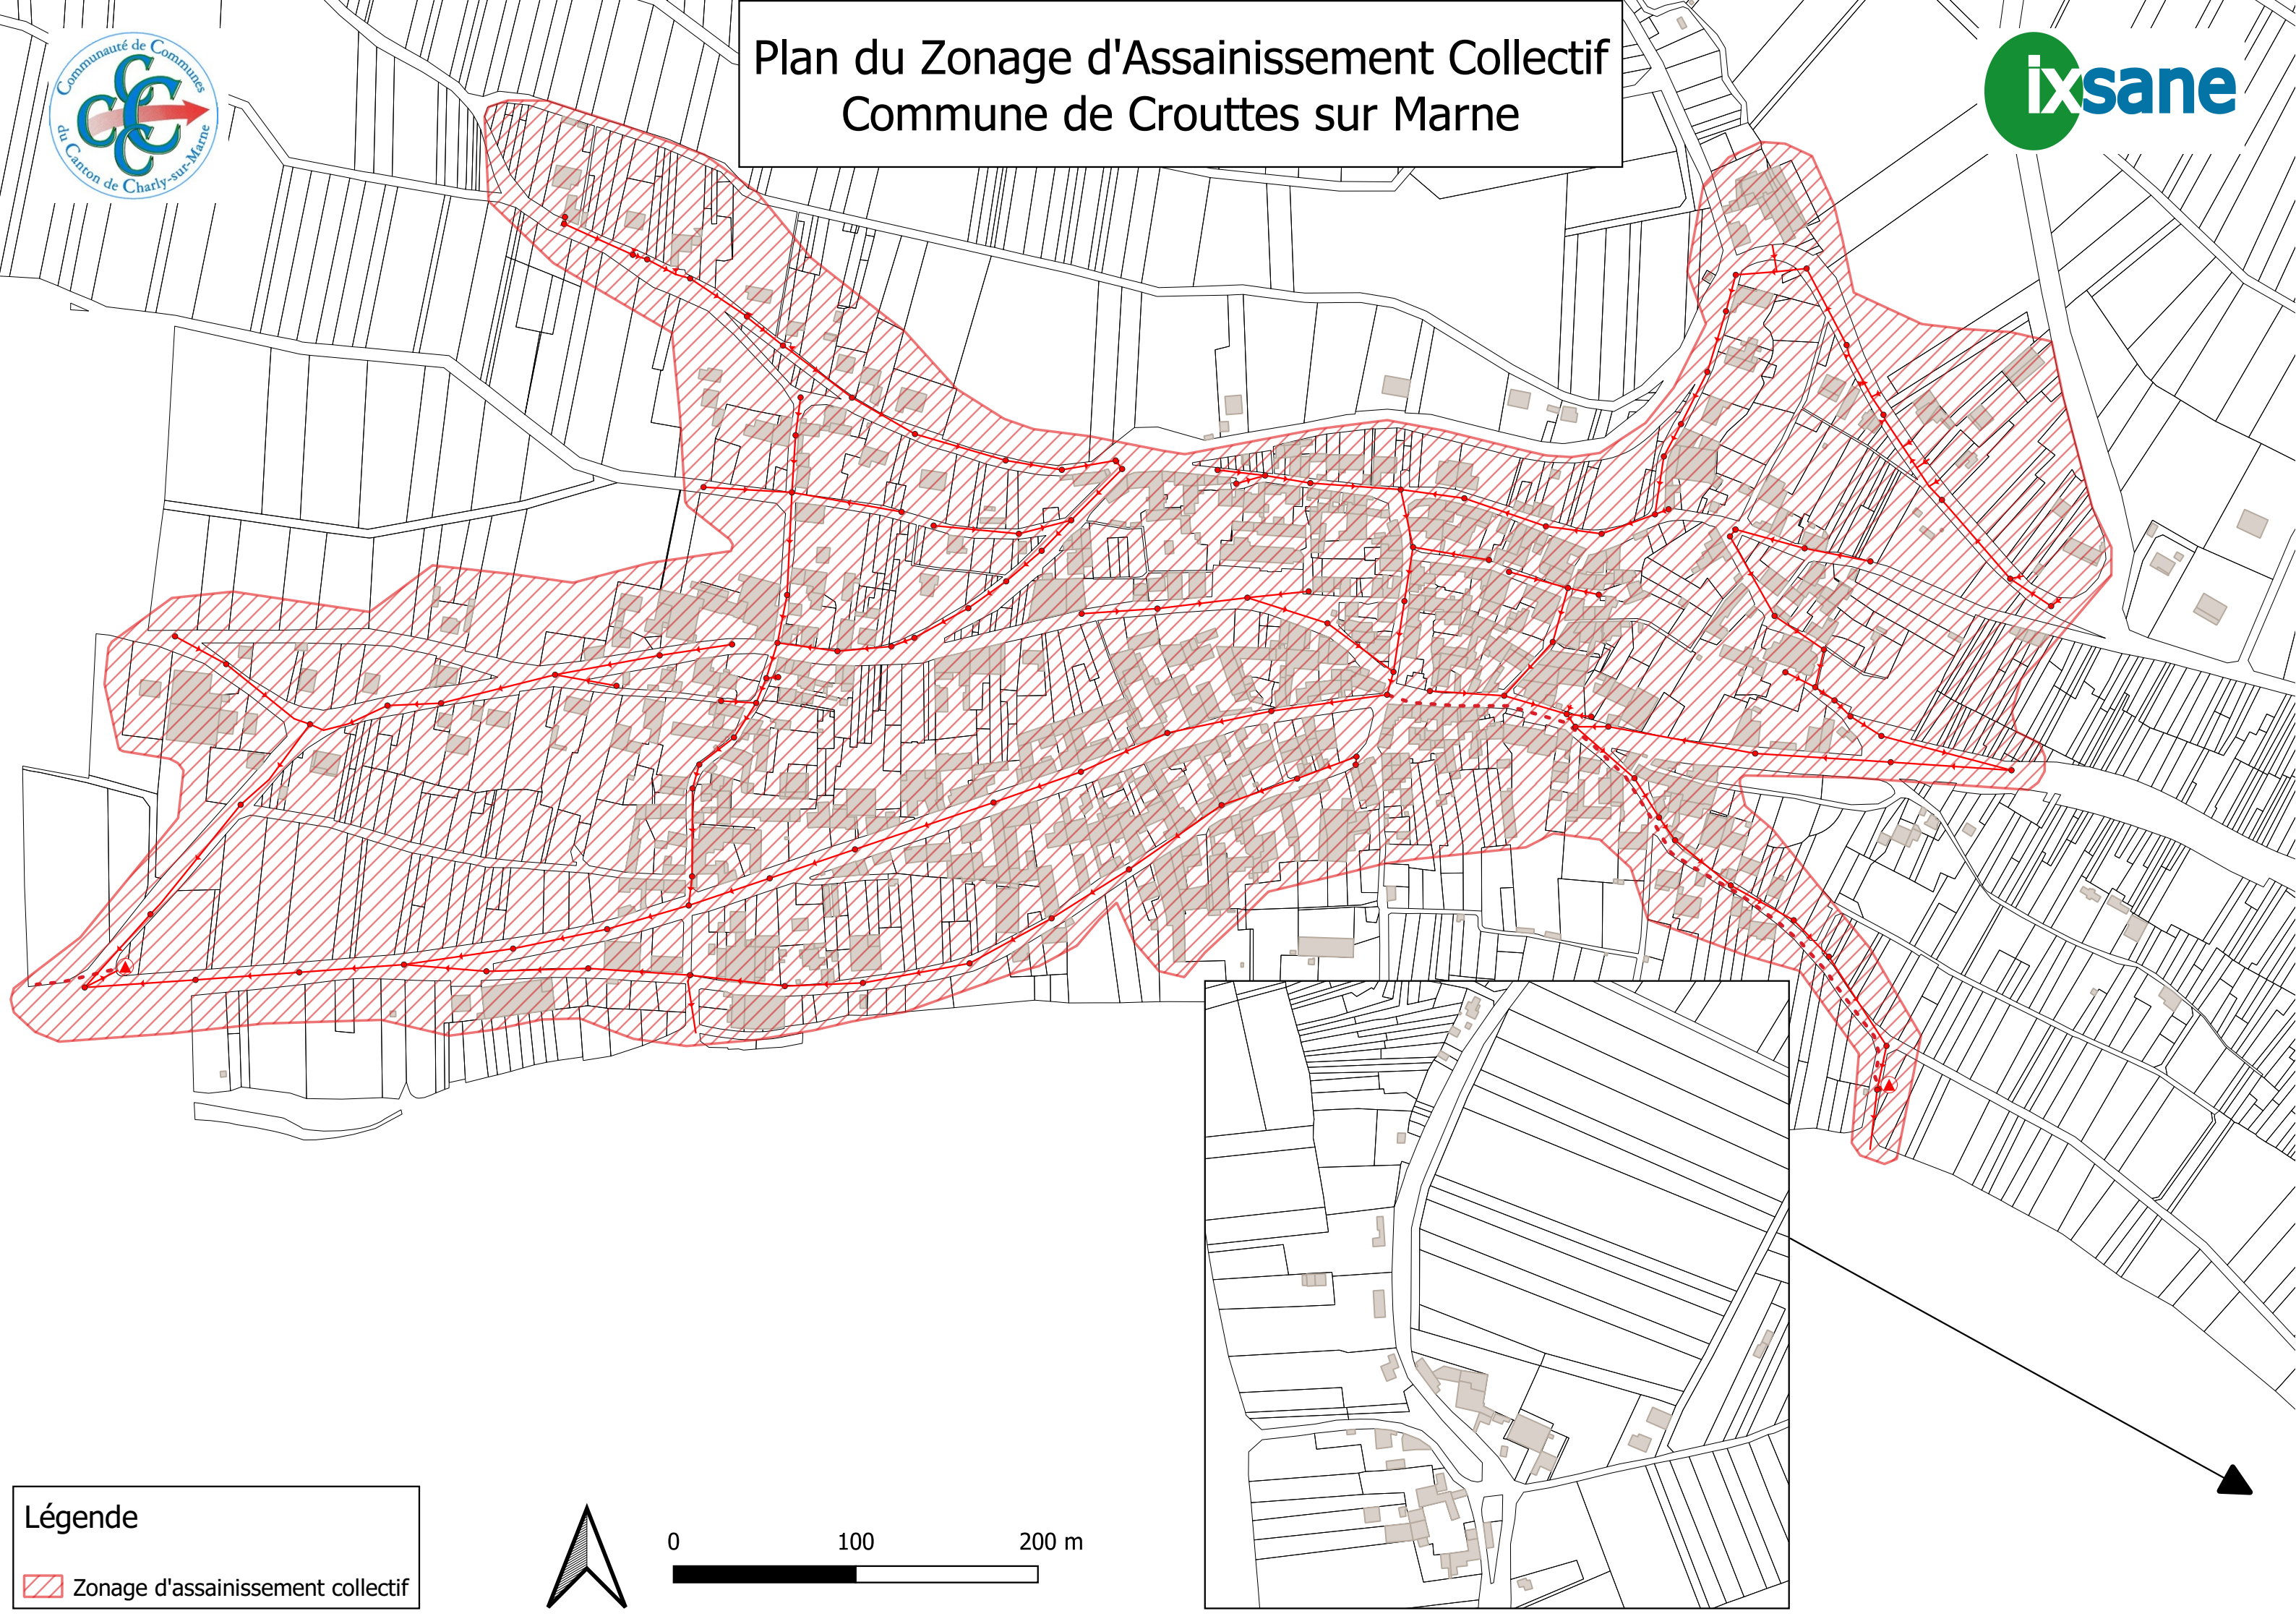 Communauté de Communes
du Canton de Charly-sur-Marne
CCCC
Plan du Zonage d'Assainissement Collectif
Commune de Crouttes sur Marne
ixsane
Légende
Zonage d'assainissement collectif
0 100 200 m